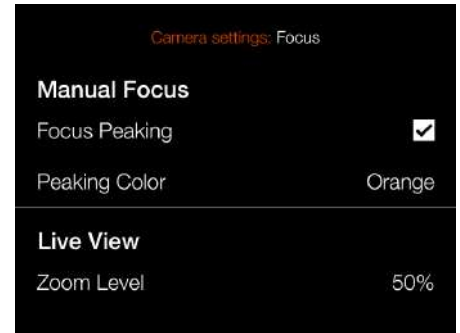 Camera settings: Focus
Manual Focus
Focus Peaking
Peaking Color Orange
Live View
Zoom Level 50%